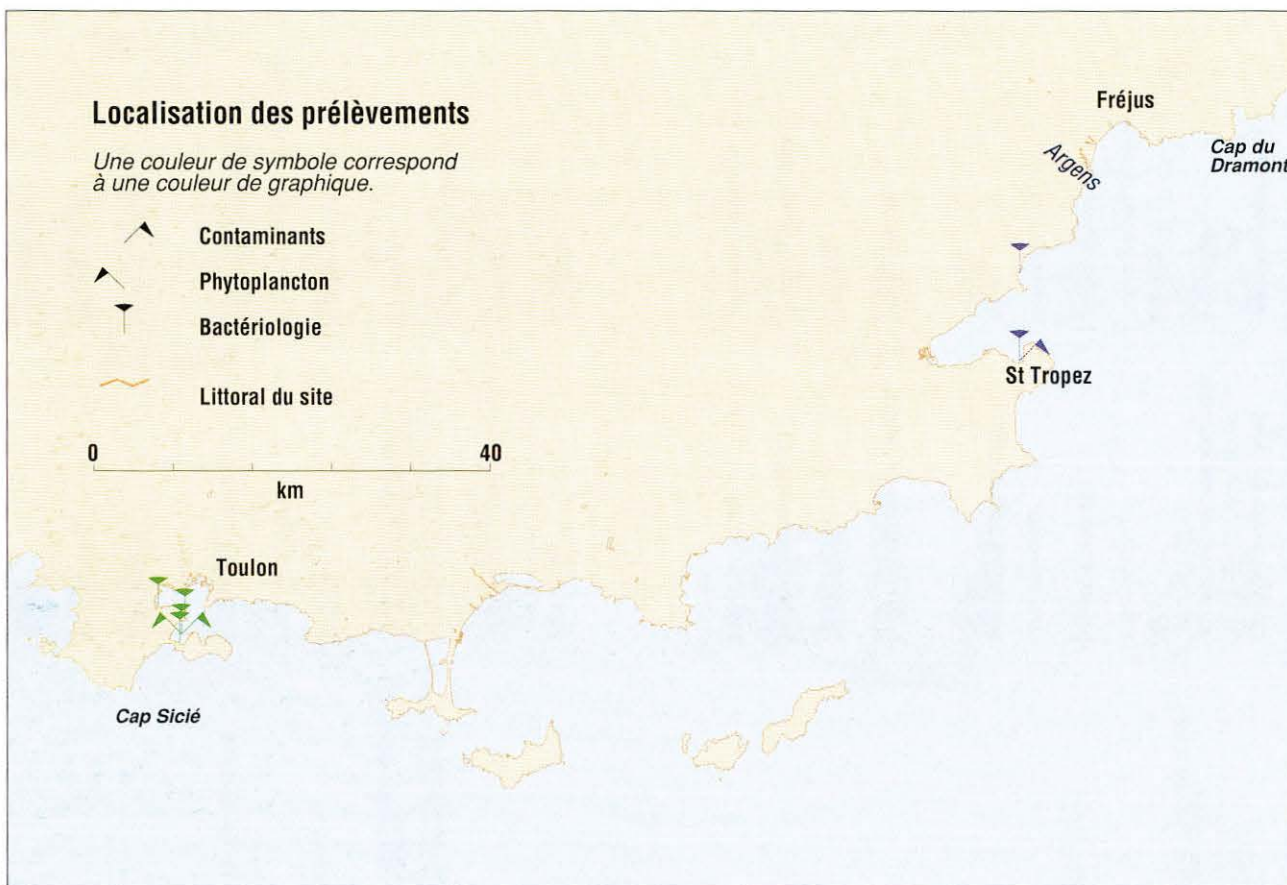 Localisation des prélèvements
Une couleur de symbole correspond
à une couleur de graphique.
Contaminants
Phytoplancton
Bactériologie
Littoral du site
0 40
km
Fréjus
Argens
Cap du
Dramont
St Tropez
Toulon
Cap Sicié